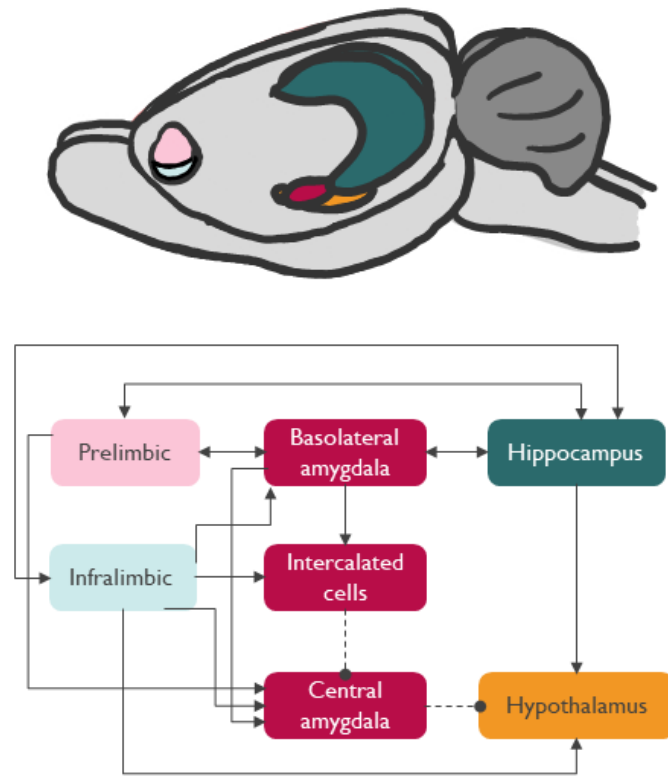 Prelimbic
Basolateral
amygdala
Hippocampus
Infralimbic
Intercalated
cells
Central
amygdala
Hypothalamus